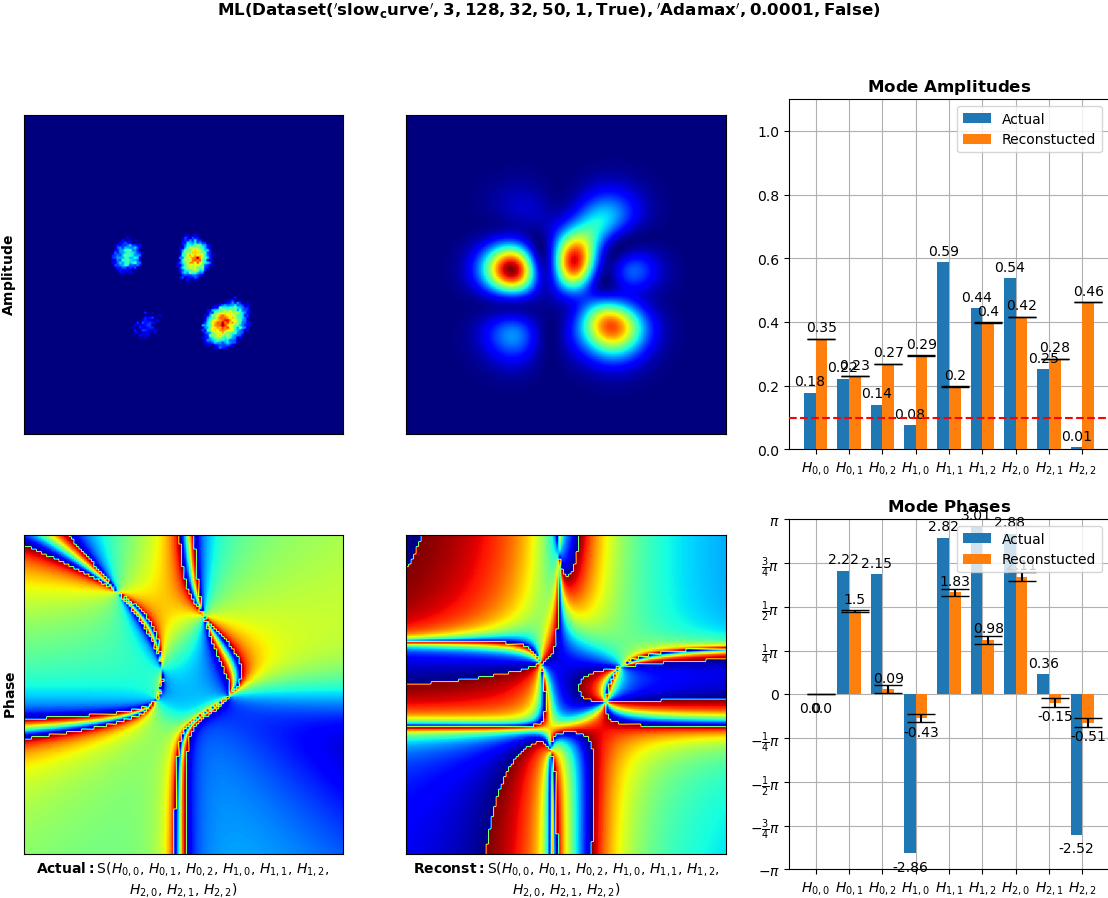 ML(Dataset('slow_curve', 3, 128, 32, 50, 1, True), 'Adamax', 0.0001, False)
Amplitude
Mode Amplitudes
Actual
Reconstucted
1.0
0.8
0.6
0.4
0.2
0.0
0.18
0.35
0.22
0.23
0.14
0.27
0.08
0.29
0.59
0.2
0.44
0.4
0.54
0.42
0.25
0.28
0.01
0.46
H0,0 H0,1 H0,2 H1,0 H1,1 H1,2 H2,0 H2,1 H2,2
Phase
Actual: S(H0,0, H0,1, H0,2, H1,0, H1,1, H1,2,
H2,0, H2,1, H2,2)
Reconst: S(H0,0, H0,1, H0,2, H1,0, H1,1, H1,2,
H2,0, H2,1, H2,2)
Mode Phases
Actual
Reconstucted
π
3/4π
1/2π
1/4π
0
−1/4π
−1/2π
−3/4π
−π
0.0
0.0
2.22
1.5
2.15
0.09
-2.86
-0.43
2.82
1.83
3.01
0.98
2.88
0.36
-0.15
-2.52
-0.51
H0,0 H0,1 H0,2 H1,0 H1,1 H1,2 H2,0 H2,1 H2,2